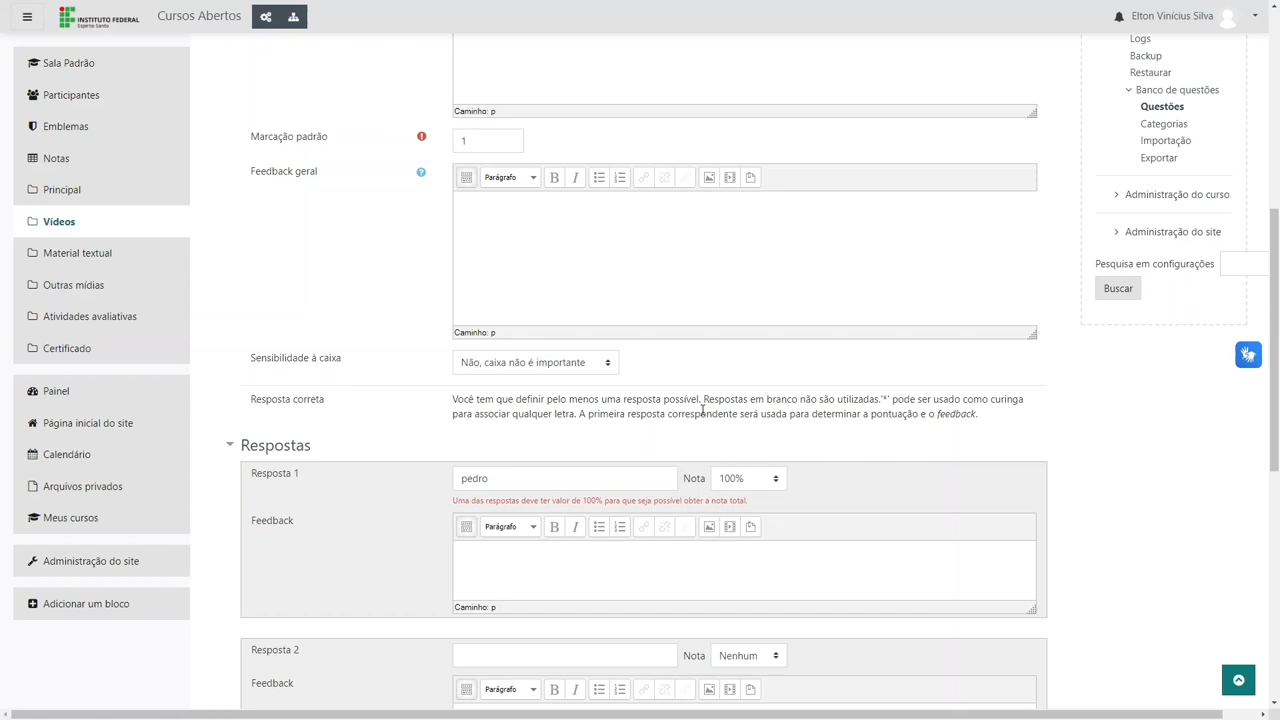 INSTITUTO FEDERAL
Espírito Santo
Cursos Abertos
Elton Vinícius Silva
Sala Padrão
Participantes
Emblemas
Notas
Principal
Vídeos
Material textual
Outras mídias
Atividades avaliativas
Certificado
Painel
Página inicial do site
Calendário
Arquivos privados
Meus cursos
Administração do site
Adicionar um bloco
Caminho: p
Marcação padrão
1
Feedback geral
Parágrafo
B I
Caminho: p
Sensibilidade à caixa
Não, caixa não é importante
Resposta correta
Você tem que definir pelo menos uma resposta possível. Respostas em branco não são utilizadas.'*' pode ser usado como curinga
para associar qualquer letra. A primeira resposta correspondente será usada para determinar a pontuação e o feedback.
Respostas
Resposta 1
pedro
Nota
100%
Uma das respostas deve ter valor de 100% para que seja possível obter a nota total.
Feedback
Parágrafo
B I
Caminho: p
Resposta 2
Nota
Nenhum
Feedback
Parágrafo
B I
Logs
Backup
Restaurar
Banco de questões
Questões
Categorias
Importação
Exportar
Administração do curso
Administração do site
Pesquisa em configurações
Buscar